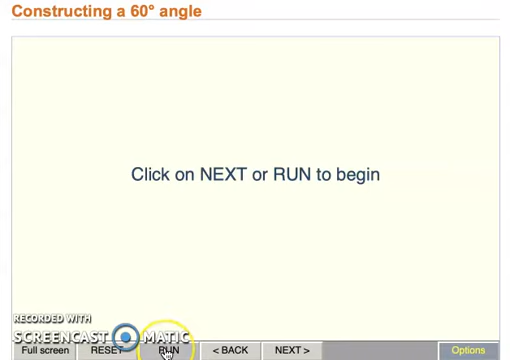 Constructing a 60° angle
Click on NEXT or RUN to begin
RECORDED WITH
SCREENCAST MATIC
Full screen RESET RUN < BACK NEXT > Options